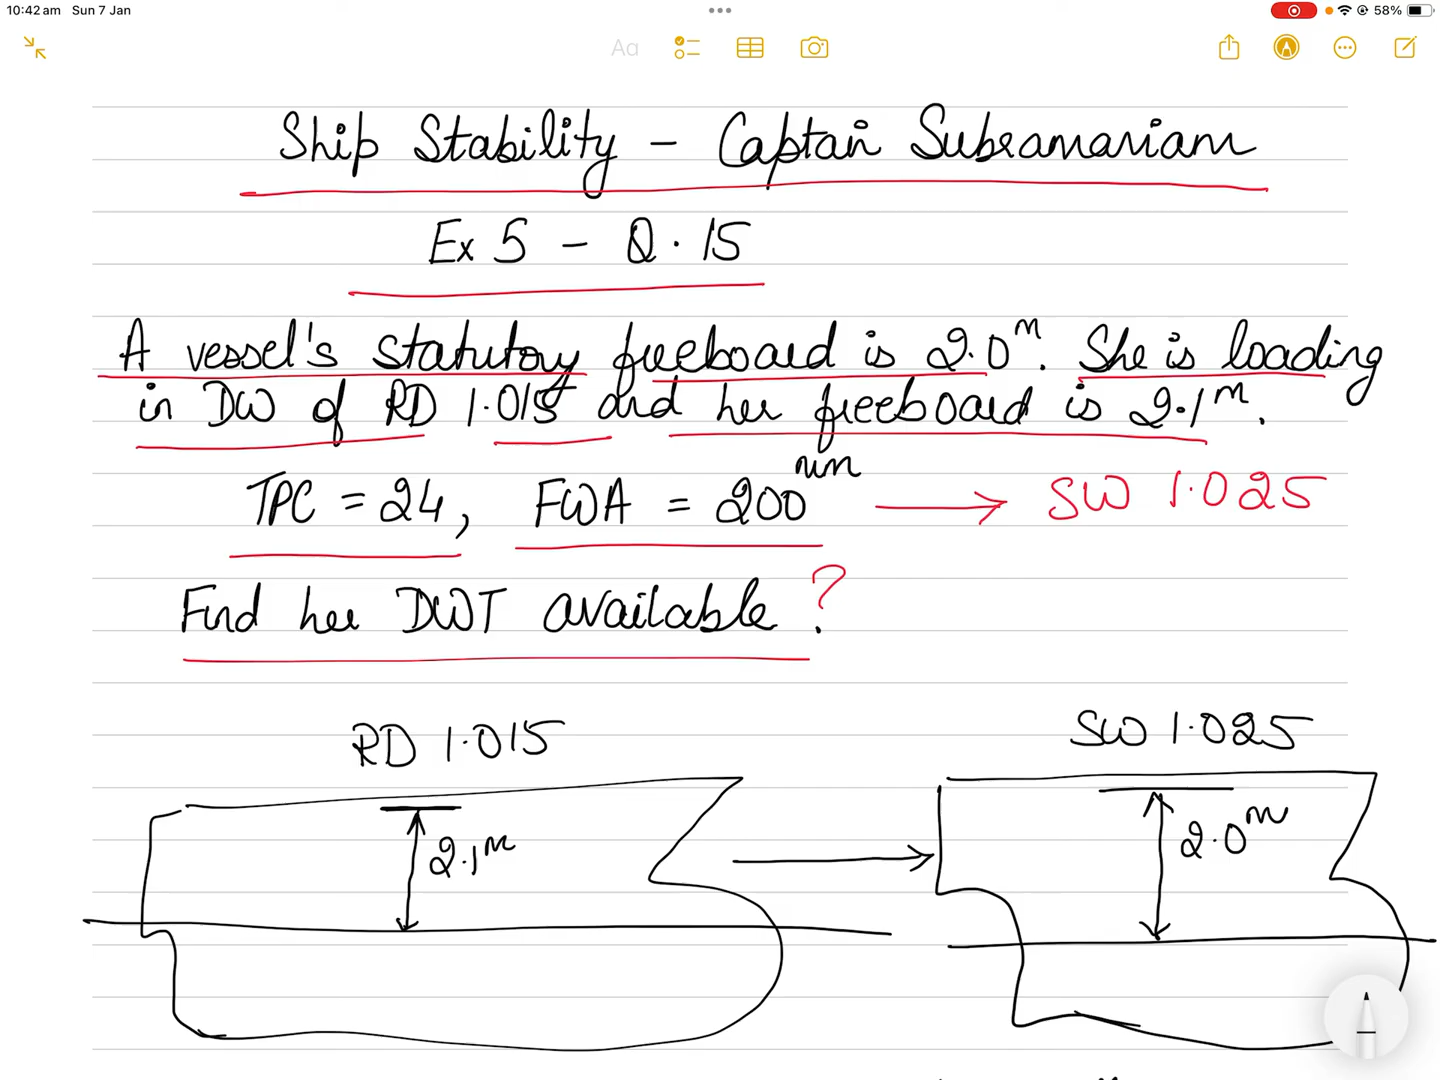 10:42 am Sun 7 Jan
58%
Aa
Ship Stability - Captain Subramaniam
Ex 5 - Q.15
A vessel's statutory freeboard is 2.0m. She is loading
in DW of RD 1.015 and her freeboard is 2.1m.
TPC = 24, FWA = 200mm → SW 1.025
Find her DWT available?
RD 1.015
SW 1.025
2.1m
2.0m